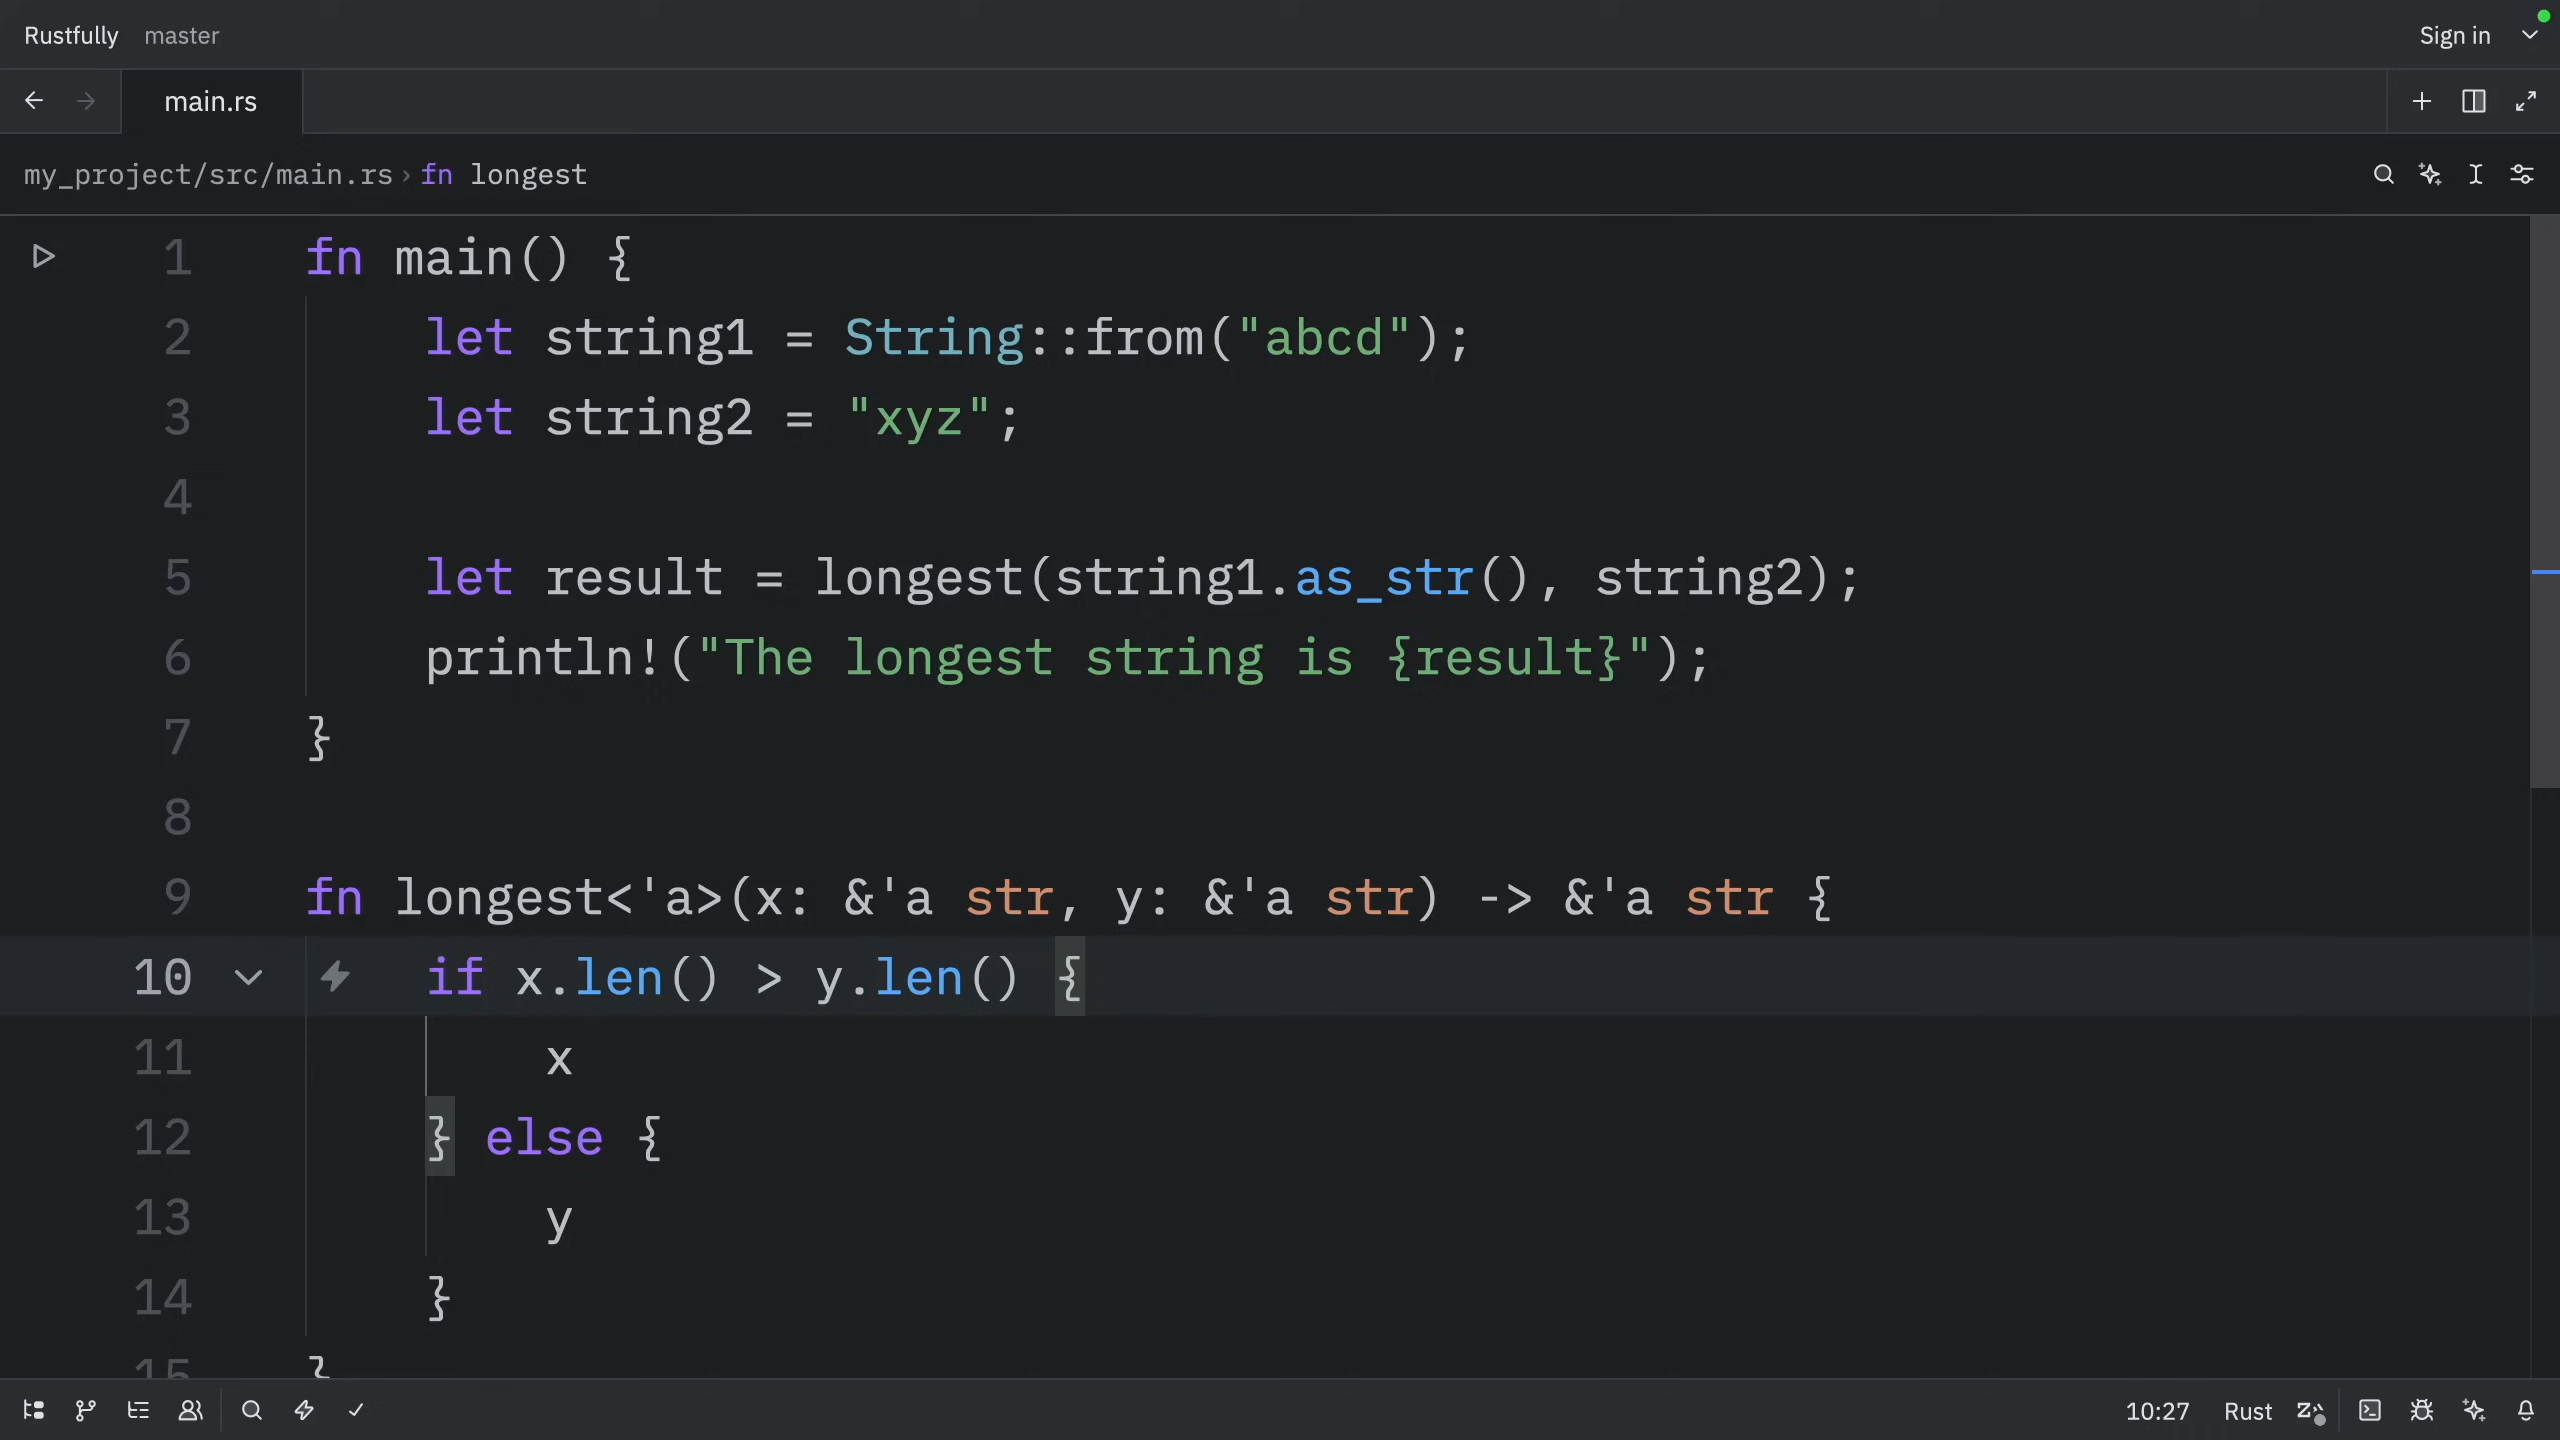 Rustfully master Sign in
main.rs
my_project/src/main.rs › fn longest
1 fn main() {
2     let string1 = String::from("abcd");
3     let string2 = "xyz";
4
5     let result = longest(string1.as_str(), string2);
6     println!("The longest string is {result}");
7 }
8
9 fn longest<'a>(x: &'a str, y: &'a str) -> &'a str {
10     if x.len() > y.len() {
11         x
12     } else {
13         y
14     }
15 }
10:27 Rust